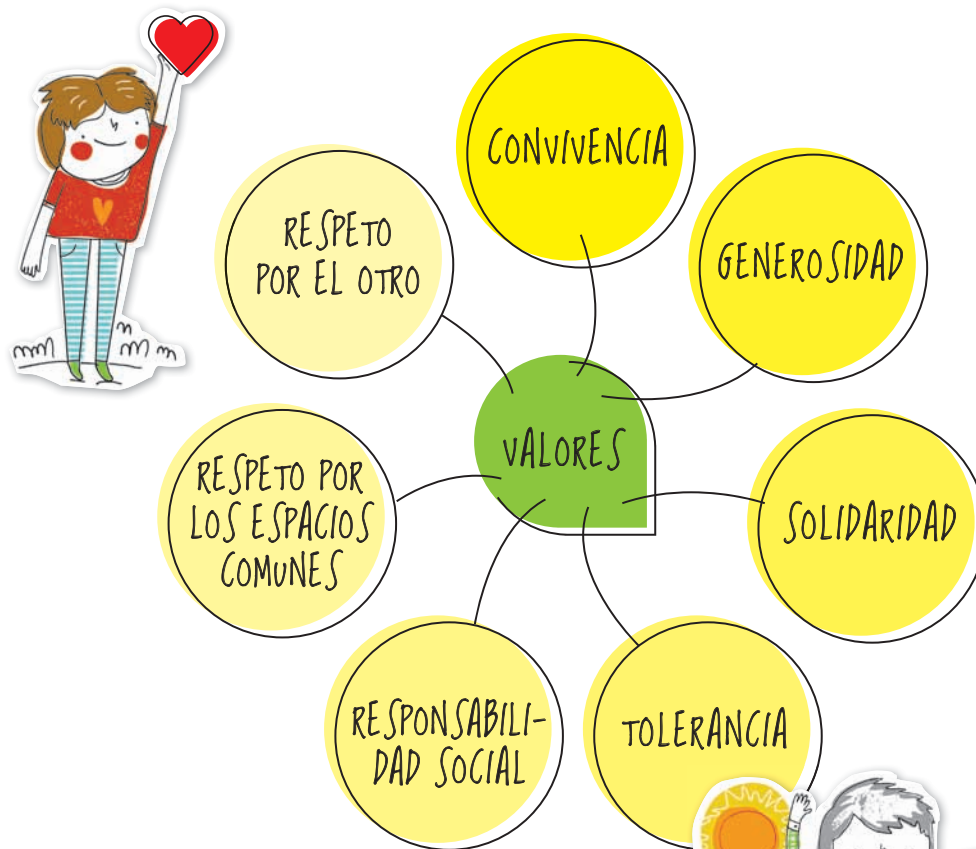 CONVIVENCIA
GENEROSIDAD
SOLIDARIDAD
TOLERANCIA
RESPONSABILI-
DAD SOCIAL
RESPETO POR
LOS ESPACIOS
COMUNES
RESPETO
POR EL OTRO
VALORES